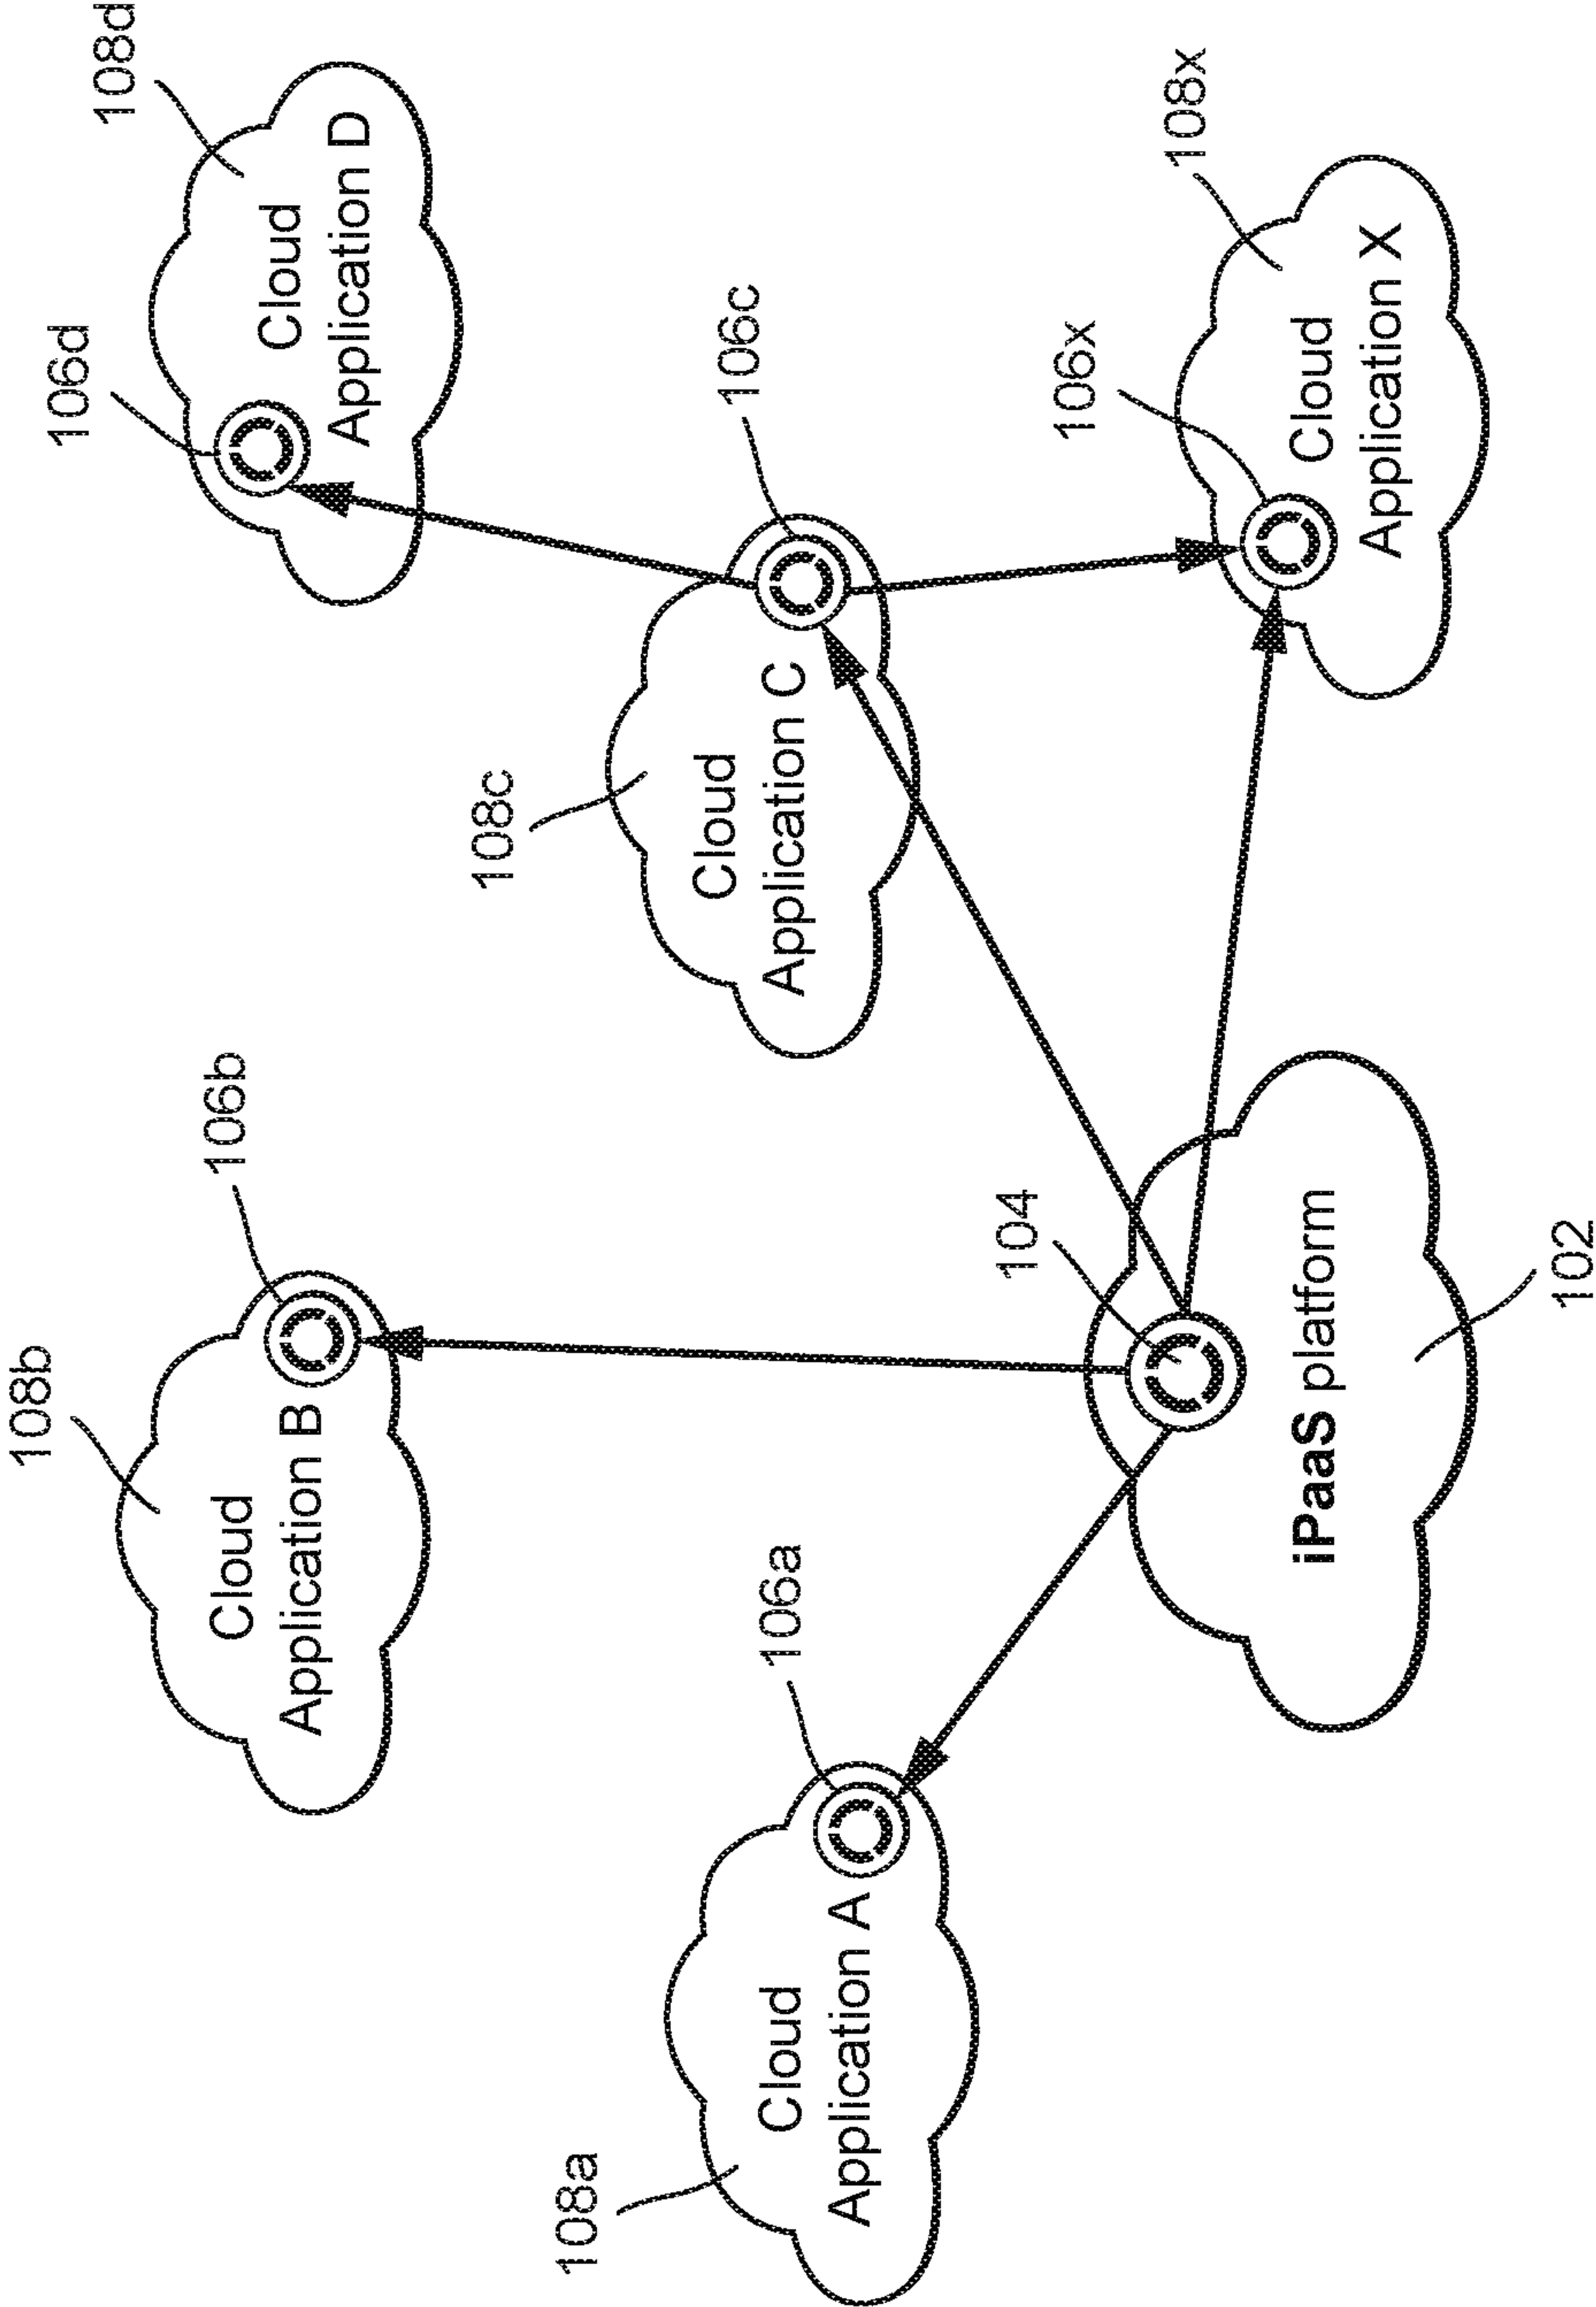 108b
Cloud
Application B
106b
106d
108d
Cloud
Application D
108a
Cloud
Application A
106a
108c
Cloud
Application C
106c
104
iPaaS platform
102
106x
108x
Cloud
Application X